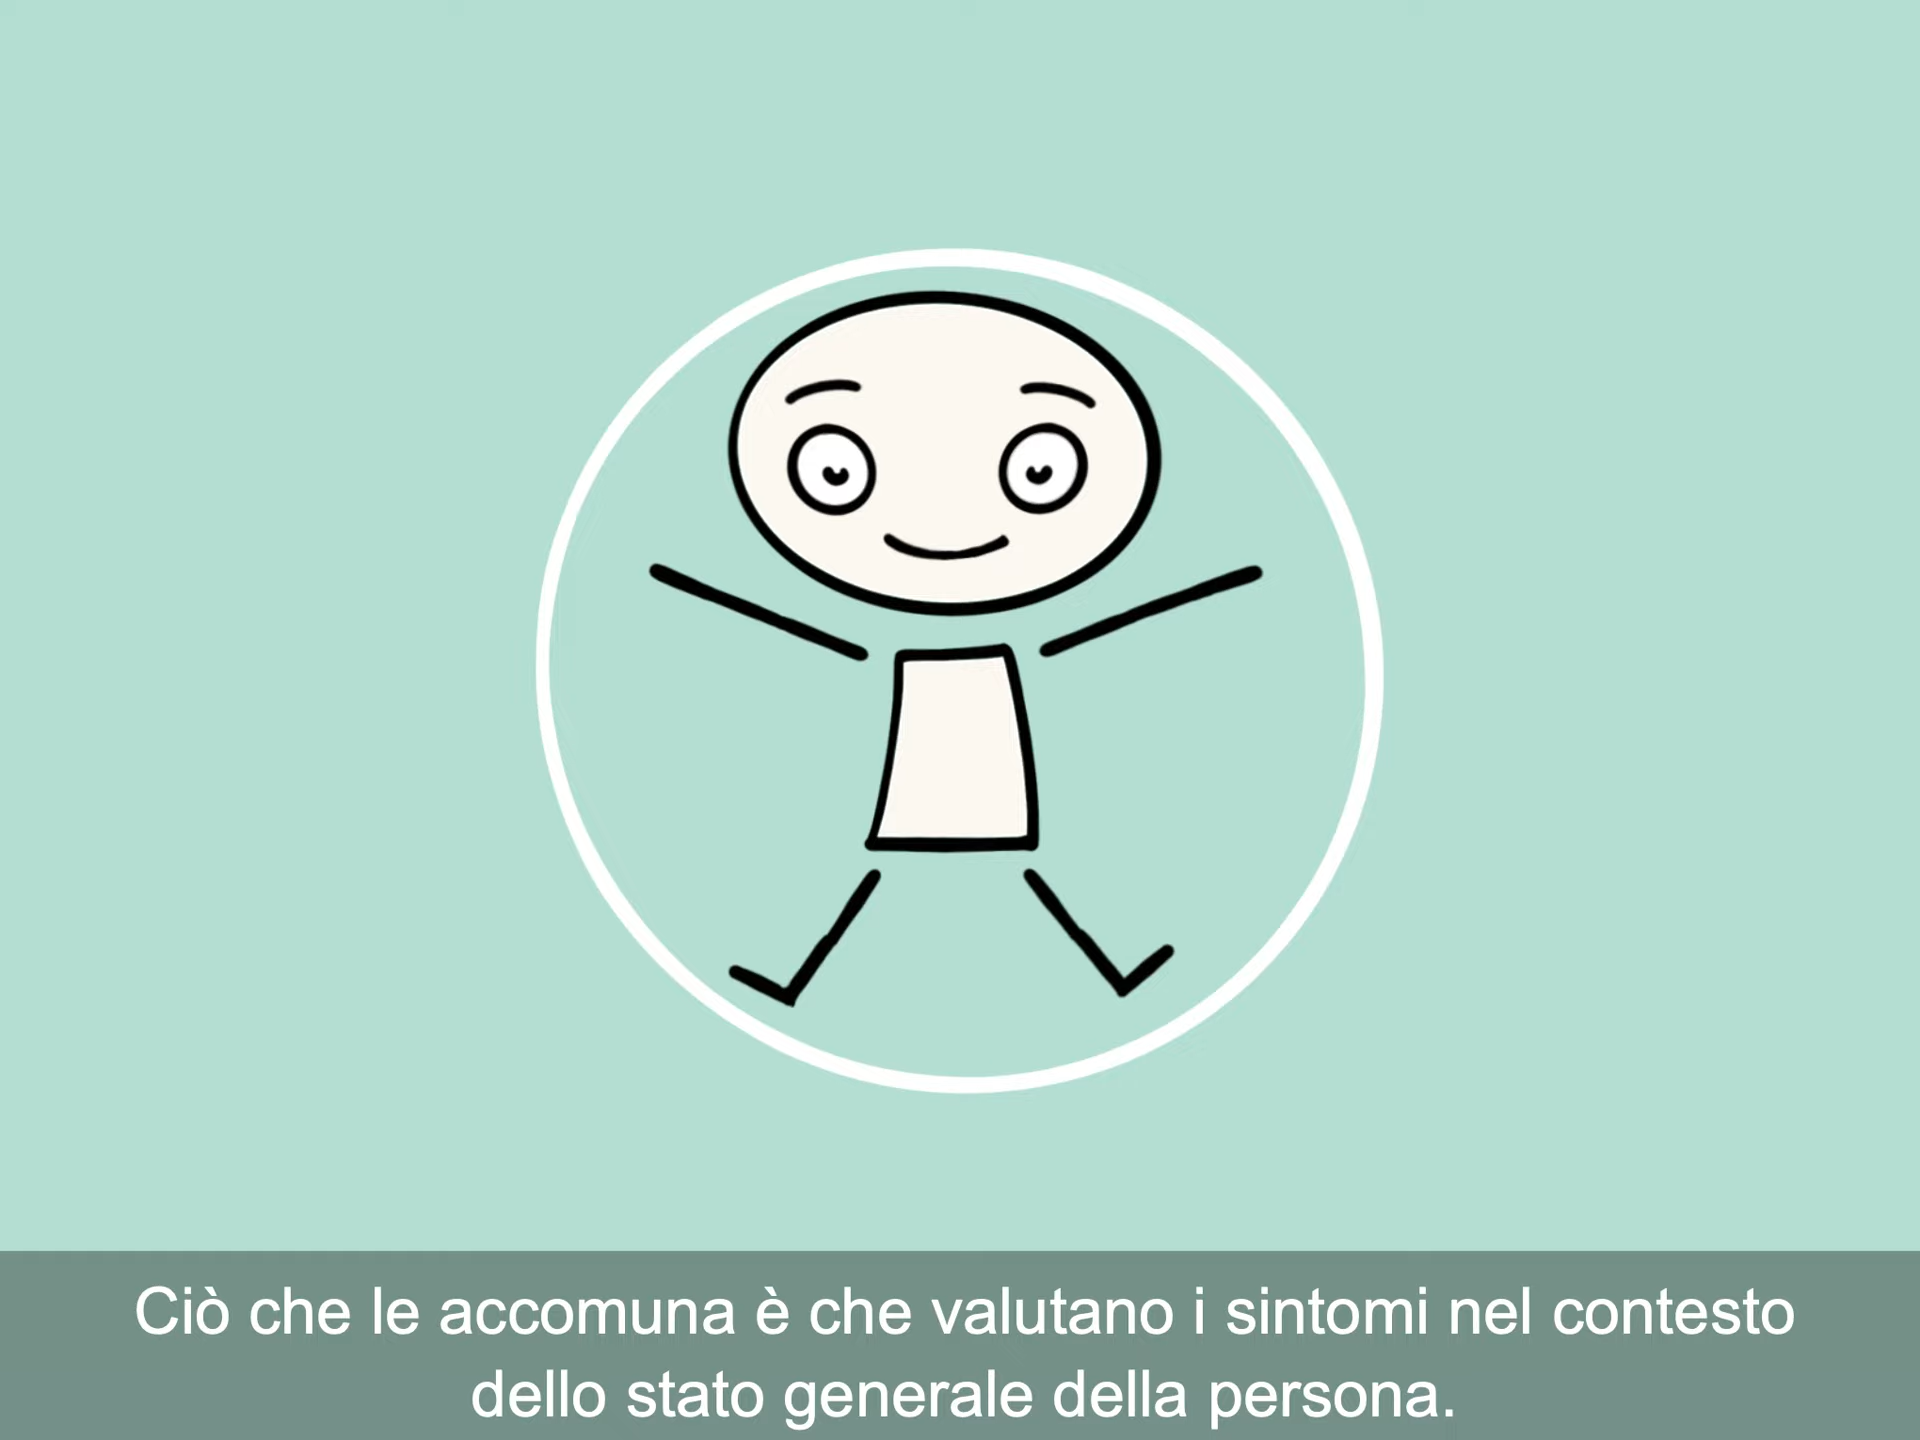 Ciò che le accomuna è che valutano i sintomi nel contesto
dello stato generale della persona.